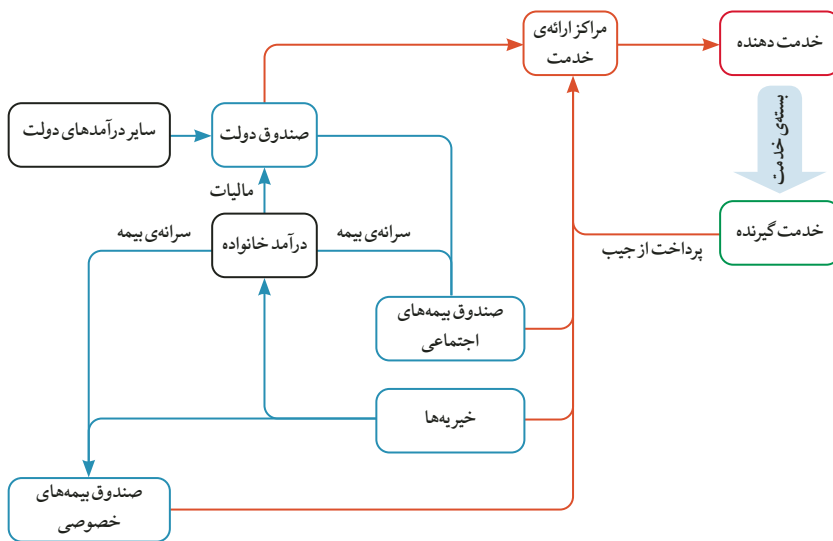 مراکز ارائه‌ی
خدمت
خدمت دهنده
بسته‌ی خدمت
سایر درآمدهای دولت
صندوق دولت
مالیات
خدمت گیرنده
پرداخت از جیب
درآمد خانواده
سرانه‌ی بیمه
سرانه‌ی بیمه
صندوق بیمه‌های
اجتماعی
خیریه‌ها
صندوق بیمه‌های
خصوصی